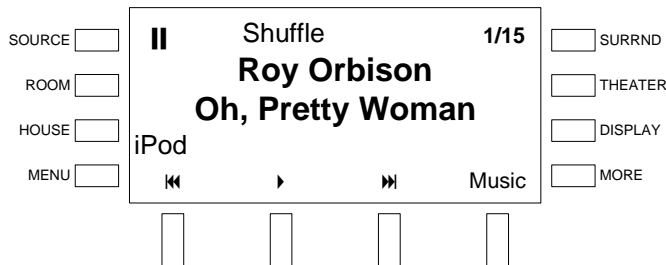 SOURCE
ROOM
HOUSE
MENU
Shuffle 1/15
Roy Orbison
Oh, Pretty Woman
iPod
Music
SURRND
THEATER
DISPLAY
MORE